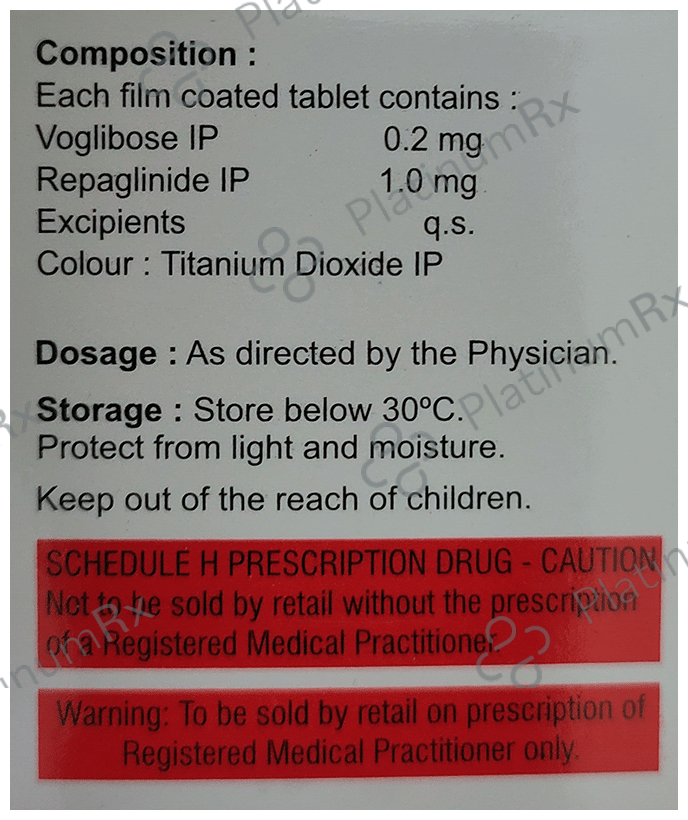 Composition :
Each film coated tablet contains :
Voglibose IP 0.2 mg
Repaglinide IP 1.0 mg
Excipients q.s.
Colour : Titanium Dioxide IP
Dosage : As directed by the Physician.
Storage : Store below 30ºC.
Protect from light and moisture.
Keep out of the reach of children.
SCHEDULE H PRESCRIPTION DRUG - CAUTION
Not to be sold by retail without the prescription
of a Registered Medical Practitioner.
Warning: To be sold by retail on prescription of
Registered Medical Practitioner only.
PlatinumRx
PlatinumRx